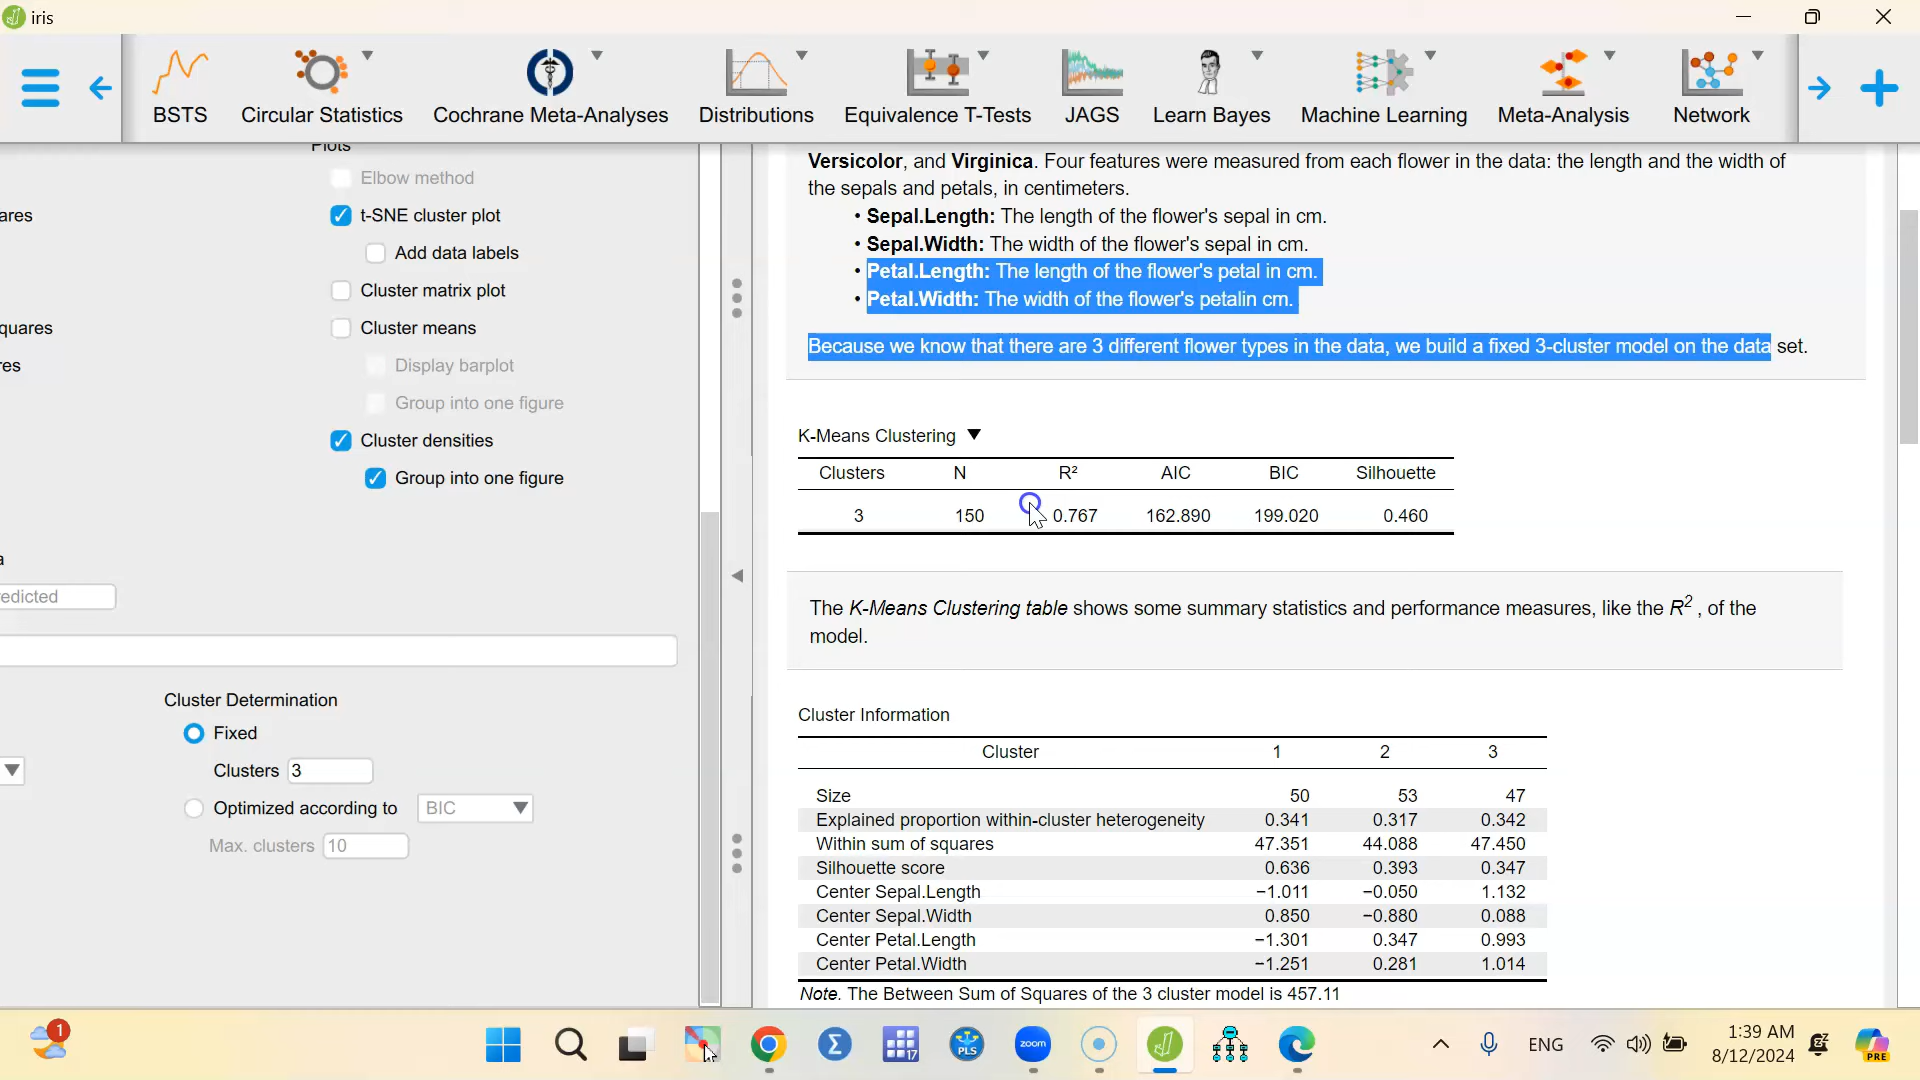 iris
BSTS
Circular Statistics
Cochrane Meta-Analyses
Distributions
Equivalence T-Tests
JAGS
Learn Bayes
Machine Learning
Meta-Analysis
Network
Plots
Elbow method
ares
t-SNE cluster plot
Add data labels
Cluster matrix plot
quares
Cluster means
res
Display barplot
Group into one figure
Cluster densities
Group into one figure
a
redicted
Cluster Determination
Fixed
Clusters 3
Optimized according to BIC
Max. clusters 10
Versicolor, and Virginica. Four features were measured from each flower in the data: the length and the width of
the sepals and petals, in centimeters.
• Sepal.Length: The length of the flower's sepal in cm.
• Sepal.Width: The width of the flower's sepal in cm.
• Petal.Length: The length of the flower's petal in cm.
• Petal.Width: The width of the flower's petalin cm.
Because we know that there are 3 different flower types in the data, we build a fixed 3-cluster model on the data set.
K-Means Clustering
Clusters N R² AIC BIC Silhouette
3 150 0.767 162.890 199.020 0.460
The K-Means Clustering table shows some summary statistics and performance measures, like the R², of the
model.
Cluster Information
Cluster 1 2 3
Size 50 53 47
Explained proportion within-cluster heterogeneity 0.341 0.317 0.342
Within sum of squares 47.351 44.088 47.450
Silhouette score 0.636 0.393 0.347
Center Sepal.Length −1.011 −0.050 1.132
Center Sepal.Width 0.850 −0.880 0.088
Center Petal.Length −1.301 0.347 0.993
Center Petal.Width −1.251 0.281 1.014
Note. The Between Sum of Squares of the 3 cluster model is 457.11
1
17
PLS
zoom
ENG
1:39 AM
8/12/2024
PRE